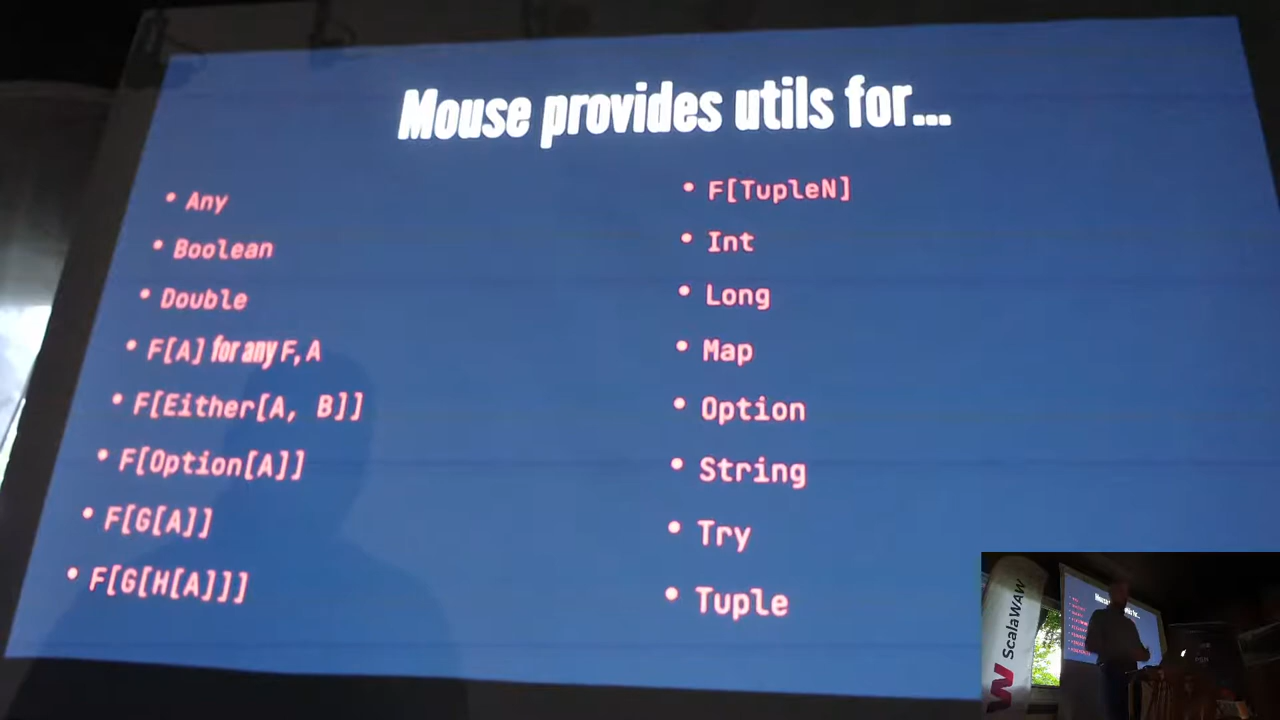 Mouse provides utils for...
• Any
• Boolean
• Double
• F[A] for any F, A
• F[Either[A, B]]
• F[Option[A]]
• F[G[A]]
• F[G[H[A]]]
• F[TupleN]
• Int
• Long
• Map
• Option
• String
• Try
• Tuple
ScalaWAW